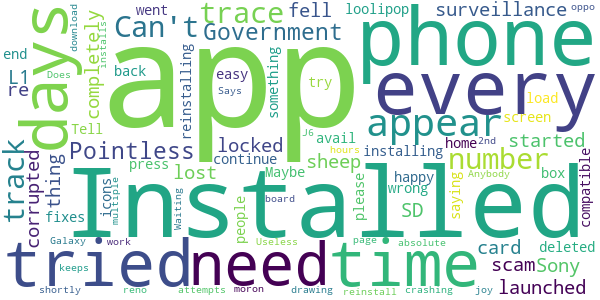 days
app
phone
Can't
trace
fell
loolipop
surveillance
oppo
went
Government
download
installs
end
completely
back
easy
something
every
Does
L1
re
reinstalling
try
Says
load
Tell
appear
screen
track
Pointless
locked
avail
installing
number
started
home
2nd
J6
hours
Anybody
corrupted
thing
lost
press
continue
sheep
Maybe
happy
wrong
box
compatible
icons
multiple
Installed
please
saying
fixes
Waiting
people
board
SD
deleted
Galaxy
work
Useless
page
absolute
card
tried
need
time
scam
Sony
keeps
launched
shortly
reno
attempts
moron
drawing
reinstall
crashing
joy